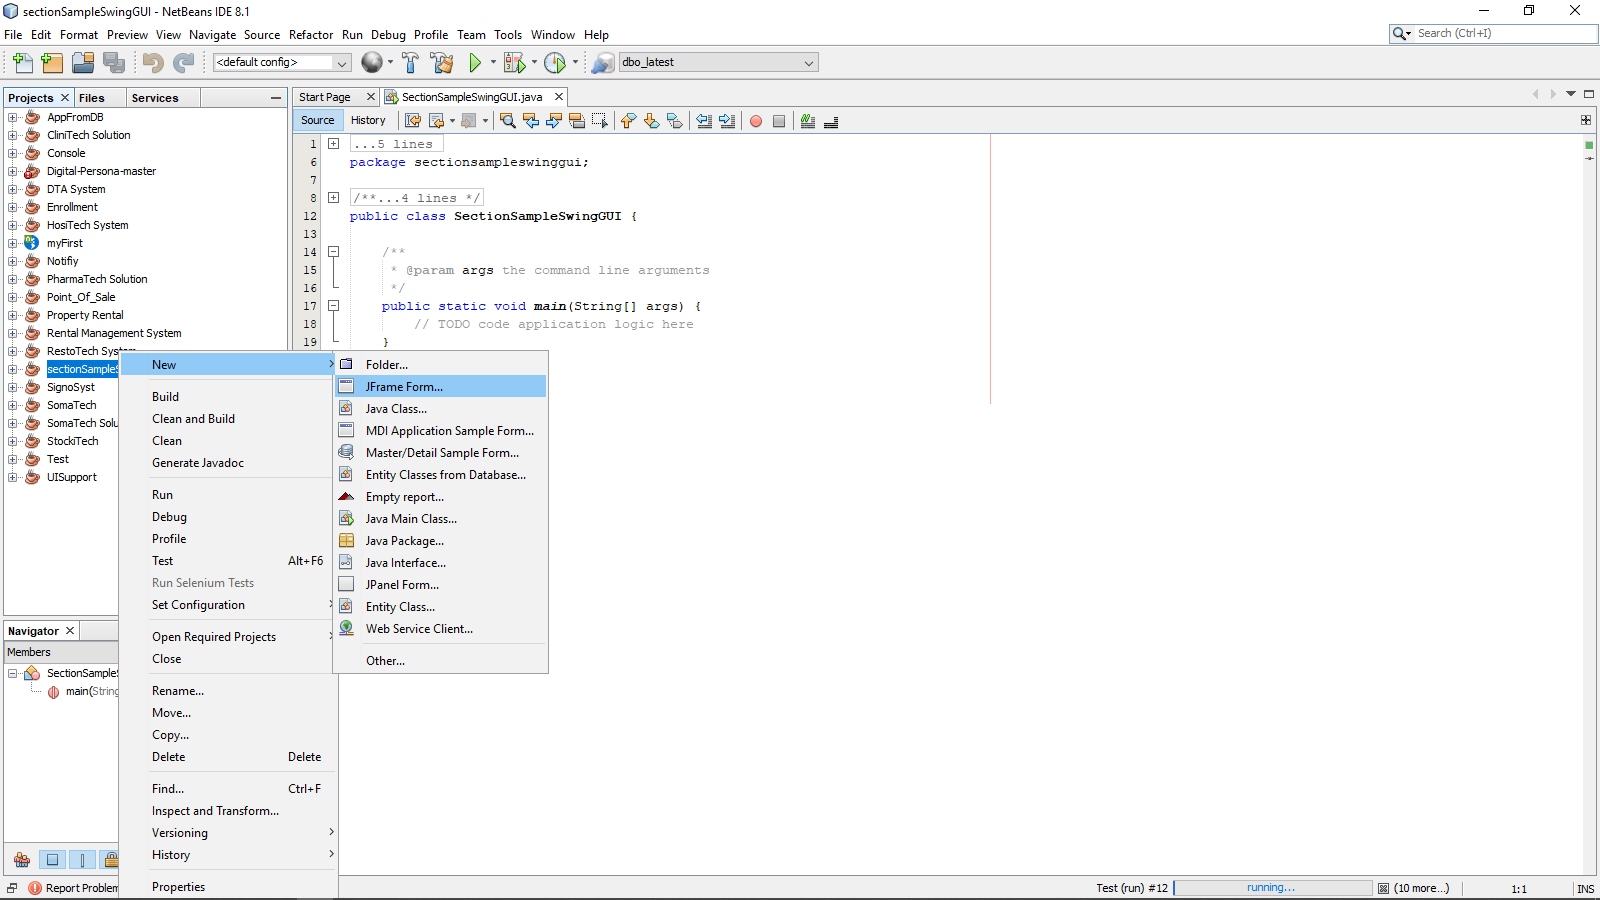 sectionSampleSwingGUI - NetBeans IDE 8.1
File Edit Format Preview View Navigate Source Refactor Run Debug Profile Team Tools Window Help
Search (Ctrl+I)
<default config>
dbo_latest
Projects Files Services
Start Page SectionSampleSwingGUI.java
Source History
AppFromDB
CliniTech Solution
Console
Digital-Persona-master
DTA System
Enrollment
HosiTech System
myFirst
Notifiy
PharmaTech Solution
Point_Of_Sale
Property Rental
Rental Management System
RestoTech System
sectionSampleS
SignoSyst
SomaTech
SomaTech Solu
StockiTech
Test
UISupport
1 ...5 lines
6 package sectionsampleswinggui;
7
8 /**...4 lines */
12 public class SectionSampleSwingGUI {
13
14 /**
15 * @param args the command line arguments
16 */
17 public static void main(String[] args) {
18 // TODO code application logic here
19 }
New
Build
Clean and Build
Clean
Generate Javadoc
Run
Debug
Profile
Test Alt+F6
Run Selenium Tests
Set Configuration
Open Required Projects
Close
Rename...
Move...
Copy...
Delete Delete
Find... Ctrl+F
Inspect and Transform...
Versioning
History
Properties
Folder...
JFrame Form...
Java Class...
MDI Application Sample Form...
Master/Detail Sample Form...
Entity Classes from Database...
Empty report...
Java Main Class...
Java Package...
Java Interface...
JPanel Form...
Entity Class...
Web Service Client...
Other...
Navigator
Members
SectionSampleS
main(String
Report Problem
Test (run) #12 running... (10 more...) 1:1 INS